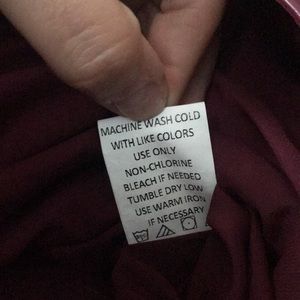 MACHINE WASH COLD
WITH LIKE COLORS
USE ONLY
NON-CHLORINE
BLEACH IF NEEDED
TUMBLE DRY LOW
USE WARM IRON
IF NECESSARY